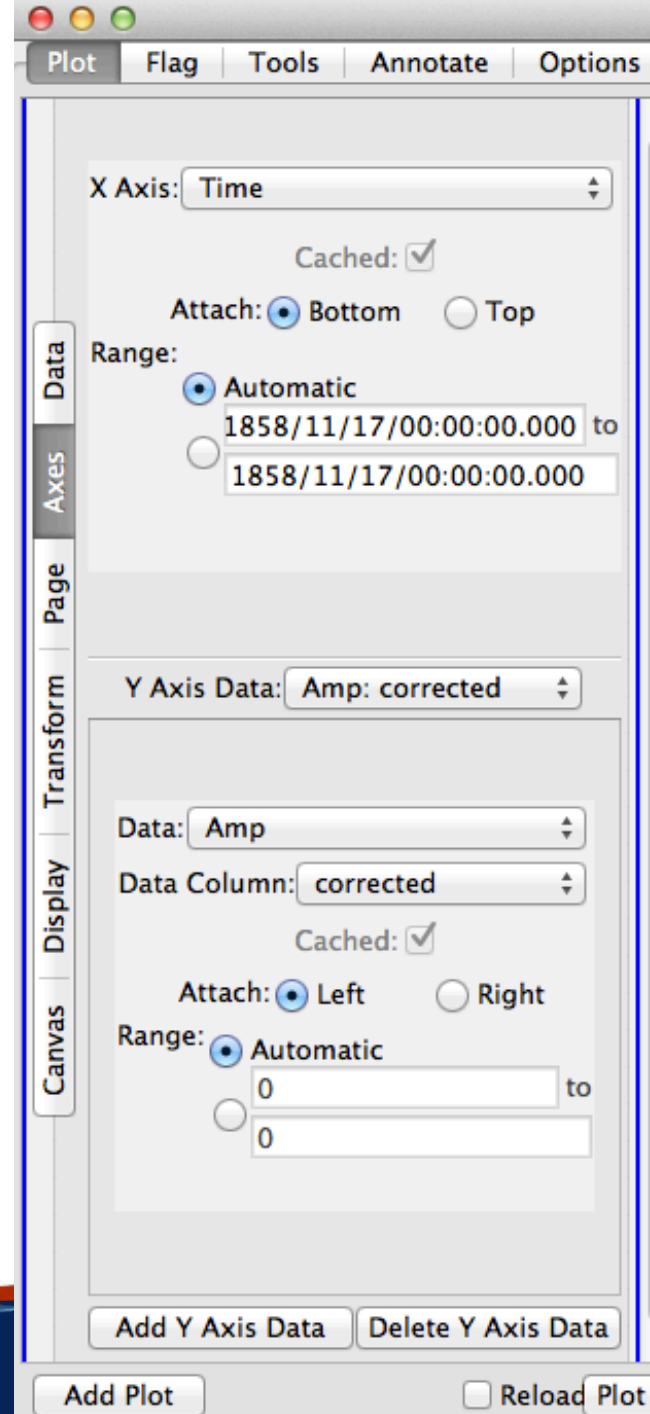 Plot Flag Tools Annotate Options
X Axis: Time
Cached:
Attach: Bottom Top
Range:
Automatic
1858/11/17/00:00:00.000 to
1858/11/17/00:00:00.000
Data
Axes
Page
Transform
Display
Canvas
Y Axis Data: Amp: corrected
Data: Amp
Data Column: corrected
Cached:
Attach: Left Right
Range:
Automatic
0 to
0
Add Y Axis Data Delete Y Axis Data
Add Plot Reload Plot